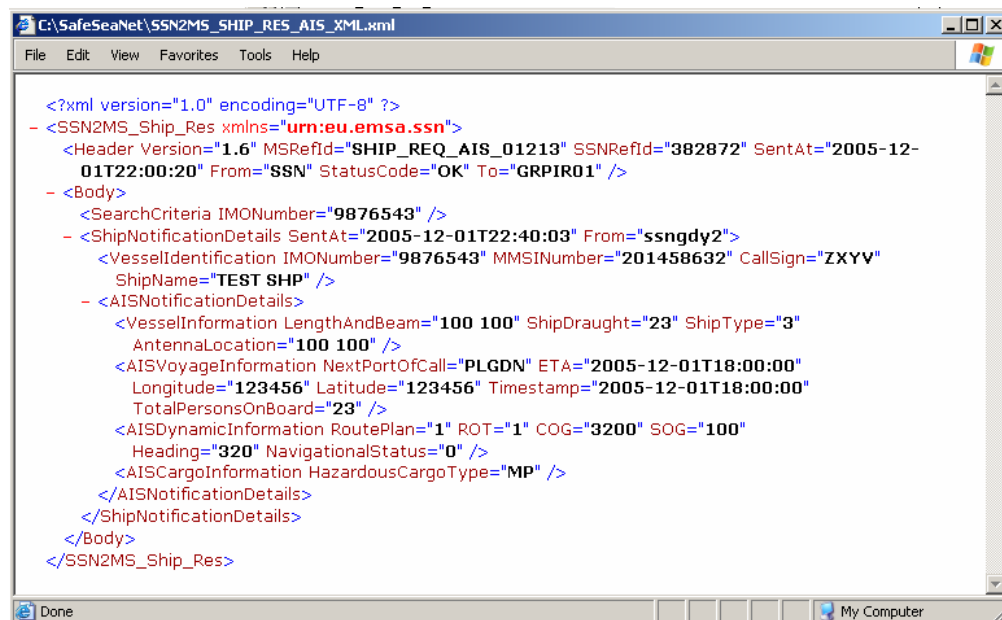 C:\SafeSeaNet\SSN2MS_SHIP_RES_AIS_XML.xml
File Edit View Favorites Tools Help
<?xml version="1.0" encoding="UTF-8" ?>
- <SSN2MS_Ship_Res xmlns="urn:eu.emsa.ssn">
<Header Version="1.6" MSRefId="SHIP_REQ_AIS_01213" SSNRefId="382872" SentAt="2005-12-
01T22:00:20" From="SSN" StatusCode="OK" To="GRPIR01" />
- <Body>
<SearchCriteria IMONumber="9876543" />
- <ShipNotificationDetails SentAt="2005-12-01T22:40:03" From="ssngdy2">
<VesselIdentification IMONumber="9876543" MMSINumber="201458632" CallSign="ZXYV"
ShipName="TEST SHP" />
- <AISNotificationDetails>
<VesselInformation LengthAndBeam="100 100" ShipDraught="23" ShipType="3"
AntennaLocation="100 100" />
<AISVoyageInformation NextPortOfCall="PLGDN" ETA="2005-12-01T18:00:00"
Longitude="123456" Latitude="123456" Timestamp="2005-12-01T18:00:00"
TotalPersonsOnBoard="23" />
<AISDynamicInformation RoutePlan="1" ROT="1" COG="3200" SOG="100"
Heading="320" NavigationalStatus="0" />
<AISCargoInformation HazardousCargoType="MP" />
</AISNotificationDetails>
</ShipNotificationDetails>
</Body>
</SSN2MS_Ship_Res>
Done My Computer